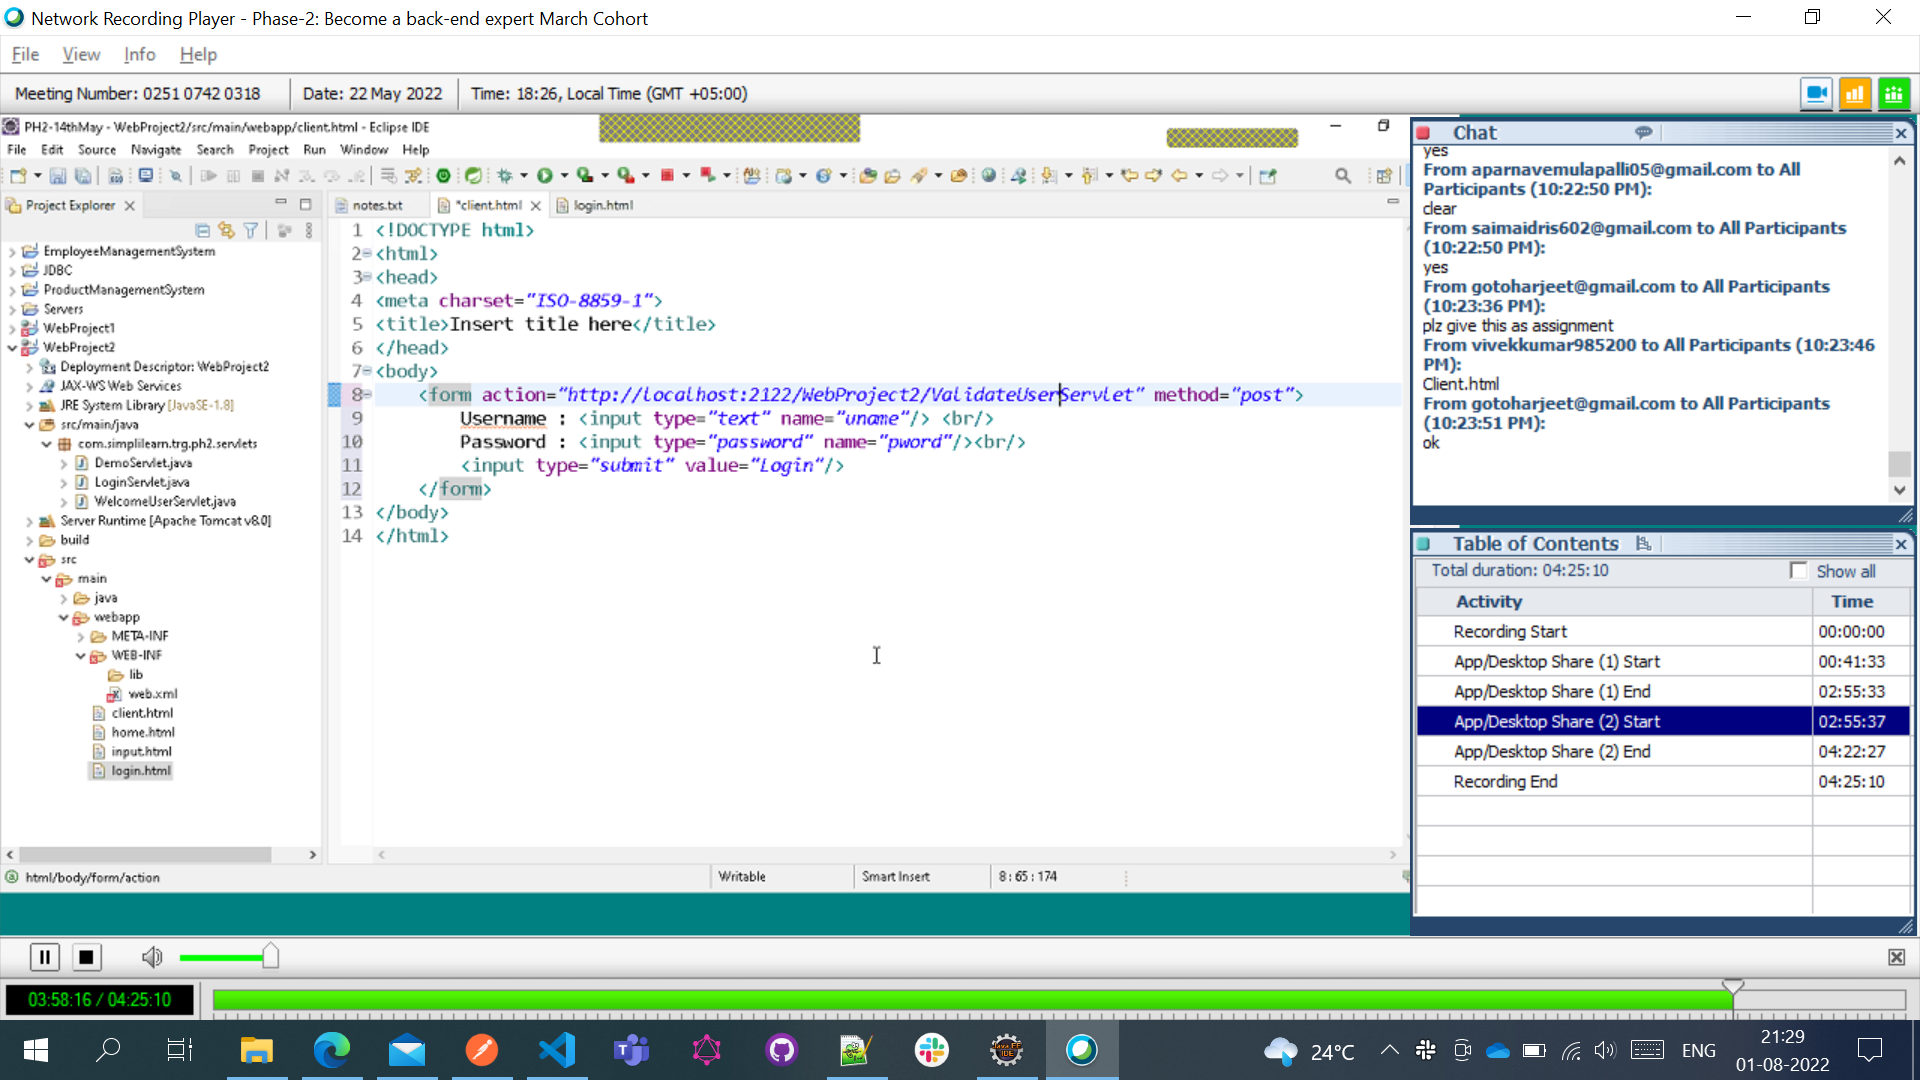 Network Recording Player - Phase-2: Become a back-end expert March Cohort
File View Info Help
Meeting Number: 0251 0742 0318 Date: 22 May 2022 Time: 18:26, Local Time (GMT +05:00)
PH2-14thMay - WebProject2/src/main/webapp/client.html - Eclipse IDE
File Edit Source Navigate Search Project Run Window Help
Project Explorer
EmployeeManagementSystem
JDBC
ProductManagementSystem
Servers
WebProject1
WebProject2
Deployment Descriptor: WebProject2
JAX-WS Web Services
JRE System Library [JavaSE-1.8]
src/main/java
com.simplilearn.trg.ph2.servlets
DemoServlet.java
LoginServlet.java
WelcomeUserServlet.java
Server Runtime [Apache Tomcat v8.0]
build
src
main
java
webapp
META-INF
WEB-INF
lib
web.xml
client.html
home.html
input.html
login.html
notes.txt *client.html login.html
1 <!DOCTYPE html>
2 <html>
3 <head>
4 <meta charset="ISO-8859-1">
5 <title>Insert title here</title>
6 </head>
7 <body>
8 <form action="http://localhost:2122/WebProject2/ValidateUserServlet" method="post">
9 Username : <input type="text" name="uname"/> <br/>
10 Password : <input type="password" name="pword"/><br/>
11 <input type="submit" value="Login"/>
12 </form>
13 </body>
14 </html>
html/body/form/action Writable Smart Insert 8 : 65 : 174
Chat
yes
From aparnavemulapalli05@gmail.com to All
Participants (10:22:50 PM):
clear
From saimaidris602@gmail.com to All Participants
(10:22:50 PM):
yes
From gotoharjeet@gmail.com to All Participants
(10:23:36 PM):
plz give this as assignment
From vivekkumar985200 to All Participants (10:23:46
PM):
Client.html
From gotoharjeet@gmail.com to All Participants
(10:23:51 PM):
ok
Table of Contents
Total duration: 04:25:10 Show all
Activity Time
Recording Start 00:00:00
App/Desktop Share (1) Start 00:41:33
App/Desktop Share (1) End 02:55:33
App/Desktop Share (2) Start 02:55:37
App/Desktop Share (2) End 04:22:27
Recording End 04:25:10
03:58:16 / 04:25:10
24°C ENG 21:29
01-08-2022